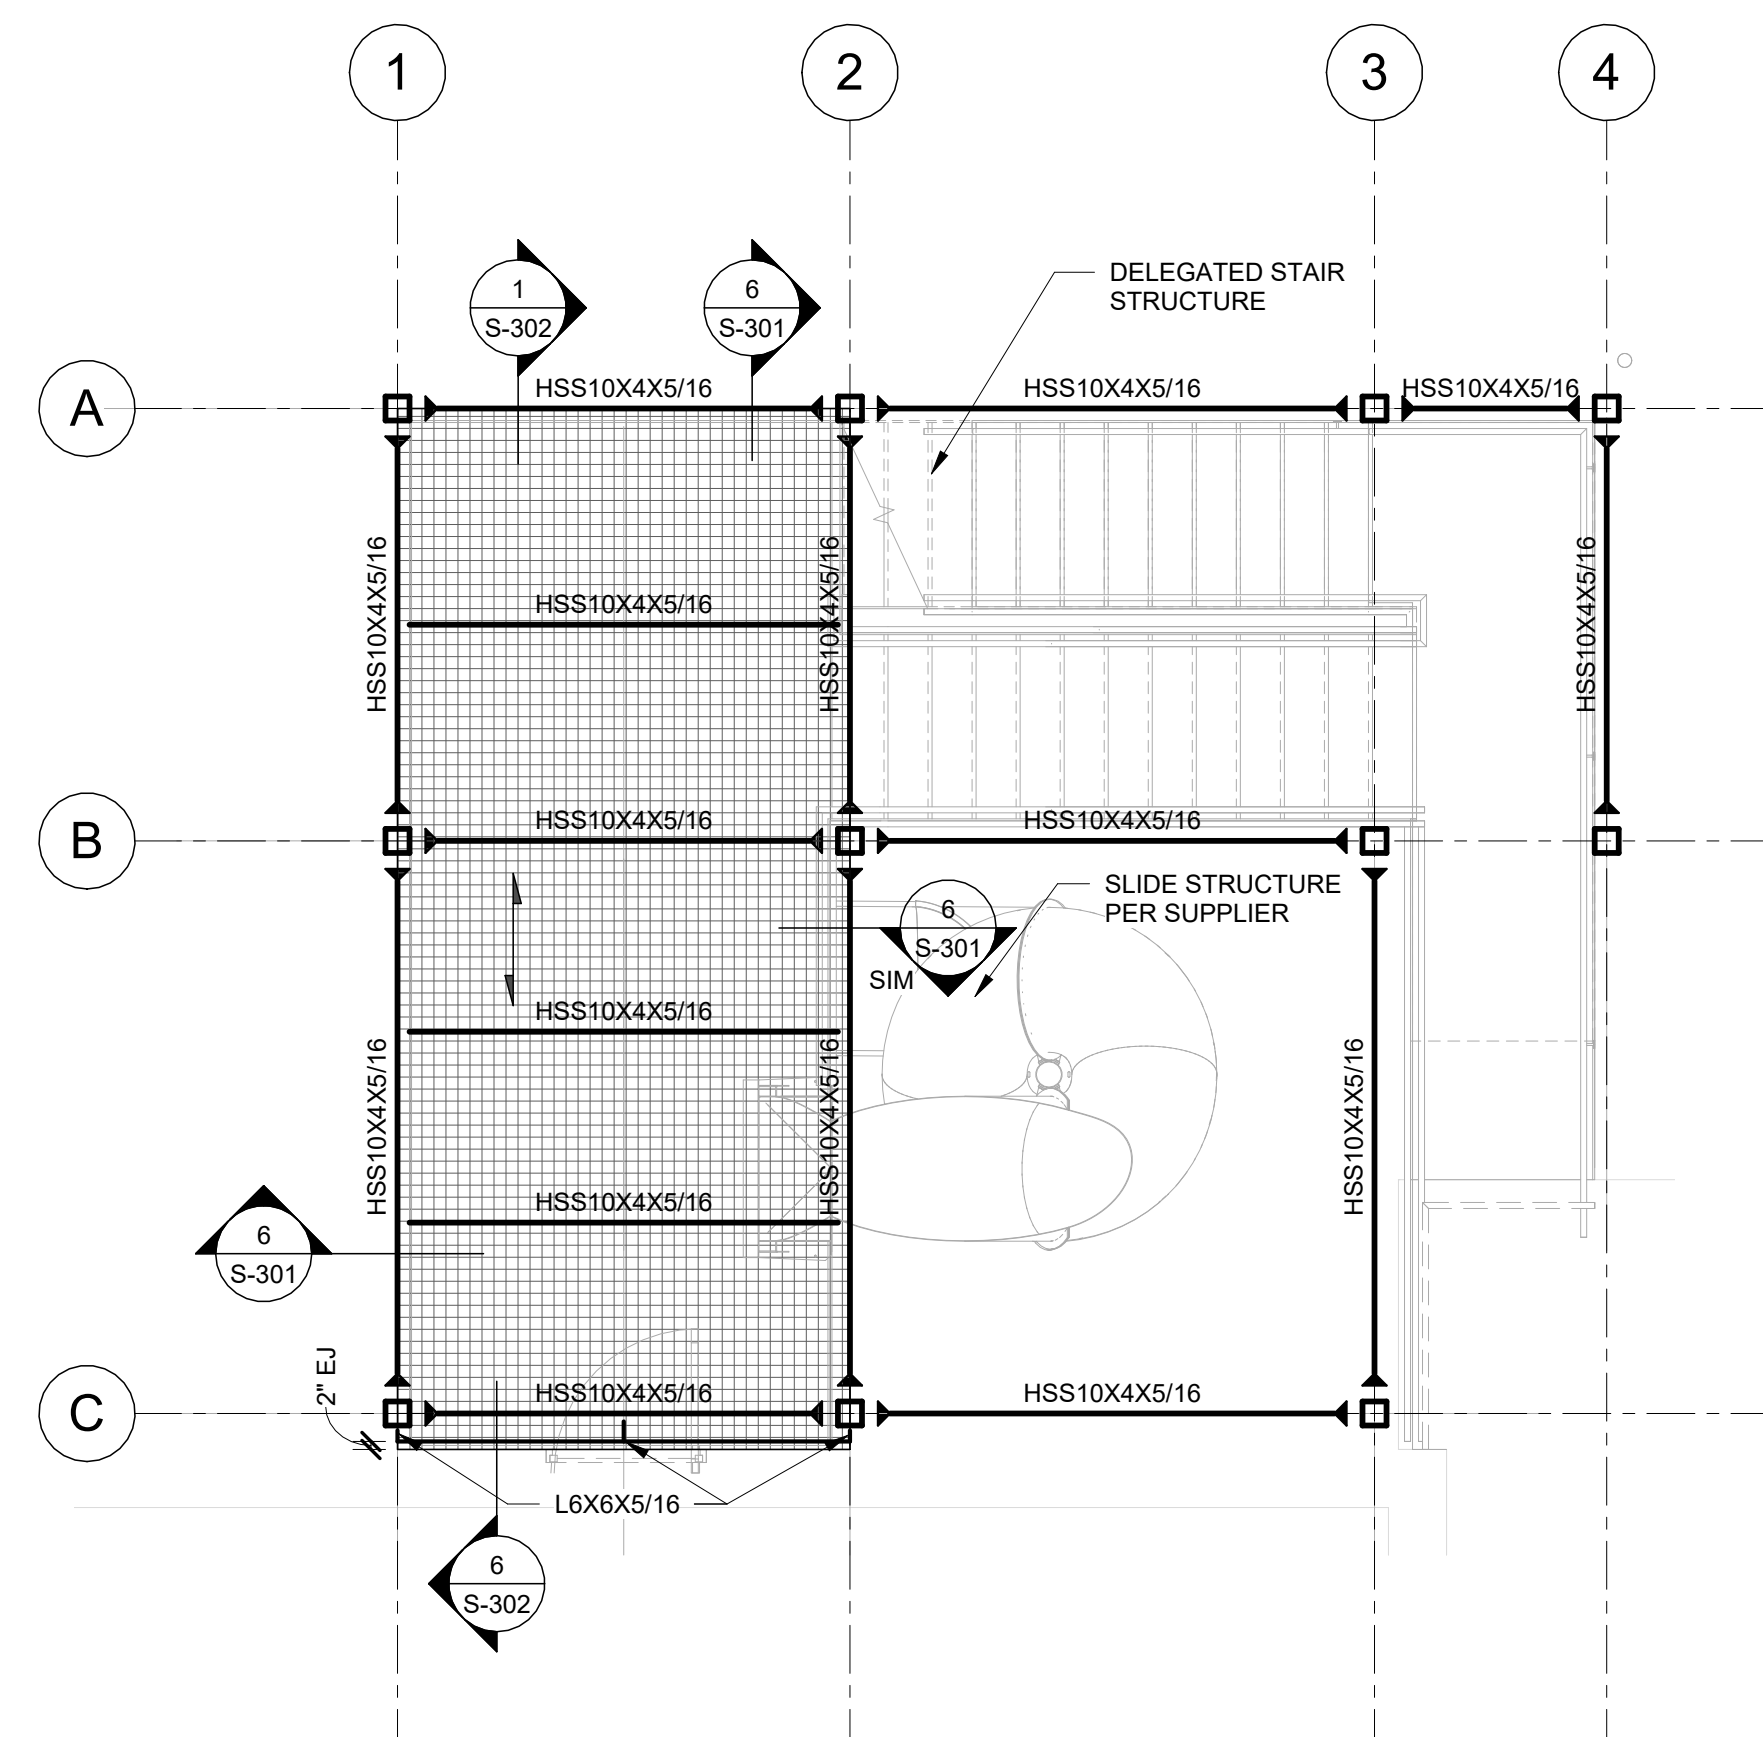 1
2
3
4
DELEGATED STAIR
STRUCTURE
1
S-302
6
S-301
A
HSS10X4X5/16
HSS10X4X5/16
HSS10X4X5/16
HSS10X4X5/16
HSS10X4X5/16
HSS10X4X5/16
HSS10X4X5/16
B
HSS10X4X5/16
HSS10X4X5/16
SLIDE STRUCTURE
PER SUPPLIER
6
S-301
SIM
HSS10X4X5/16
HSS10X4X5/16
HSS10X4X5/16
HSS10X4X5/16
HSS10X4X5/16
6
S-301
2" EJ
C
HSS10X4X5/16
HSS10X4X5/16
L6X6X5/16
6
S-302